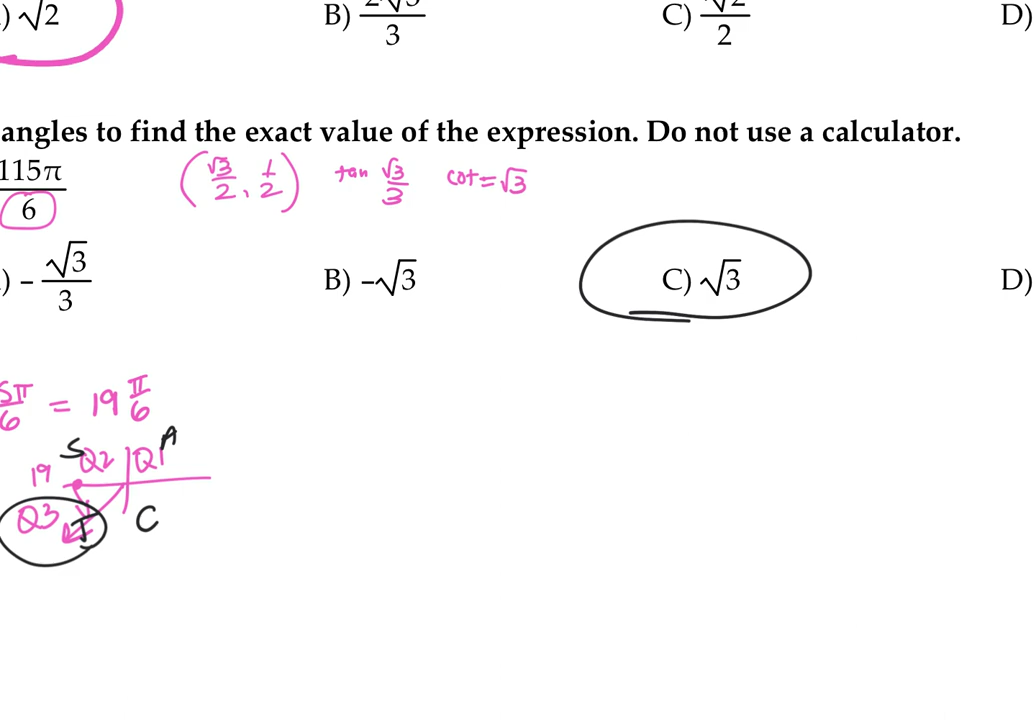 ) √2 B) 3 C) √2/2 D)
angles to find the exact value of the expression. Do not use a calculator.
115π/6 (√3/2, 1/2) tan √3/3 cot = √3
) -√3/3 B) -√3 C) √3 D)
5π/6 = 19 π/6
S A
19 Q2 Q1
Q3 T C